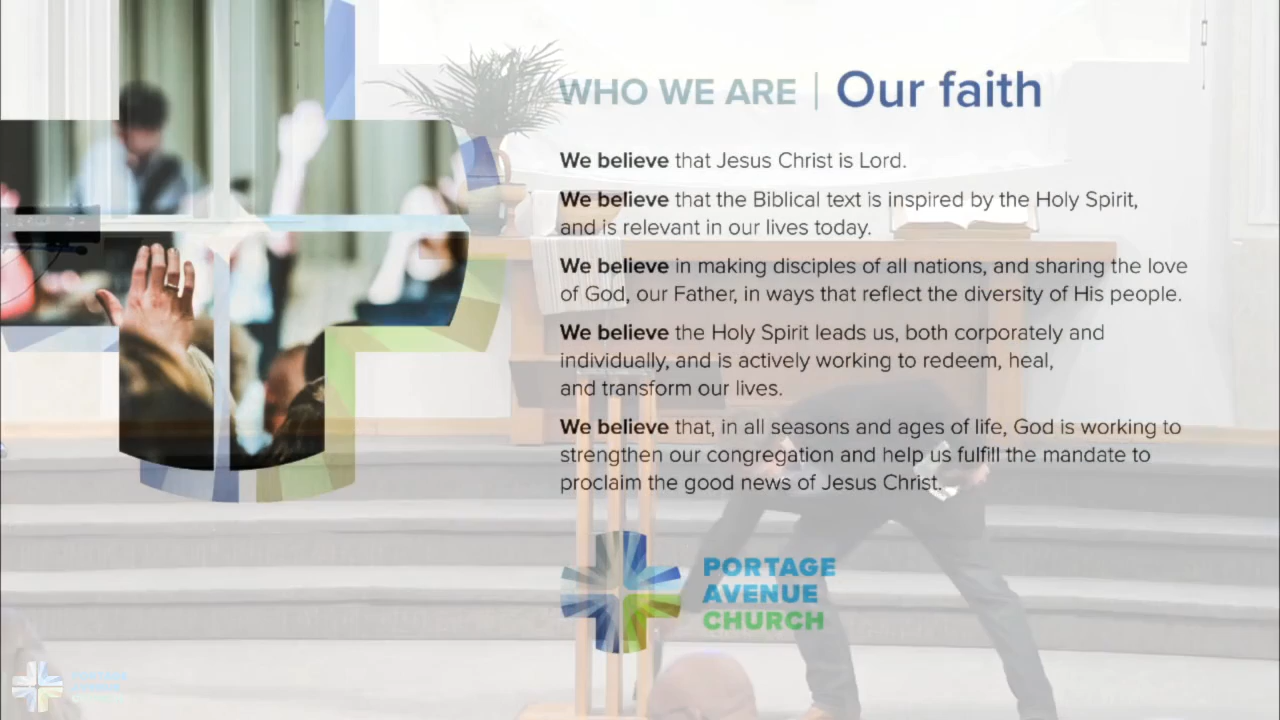 WHO WE ARE | Our faith
We believe that Jesus Christ is Lord.
We believe that the Biblical text is inspired by the Holy Spirit,
and is relevant in our lives today.
We believe in making disciples of all nations, and sharing the love
of God, our Father, in ways that reflect the diversity of His people.
We believe the Holy Spirit leads us, both corporately and
individually, and is actively working to redeem, heal,
and transform our lives.
We believe that, in all seasons and ages of life, God is working to
strengthen our congregation and help us fulfill the mandate to
proclaim the good news of Jesus Christ.
PORTAGE
AVENUE
CHURCH
PORTAGE
AVENUE
CHURCH